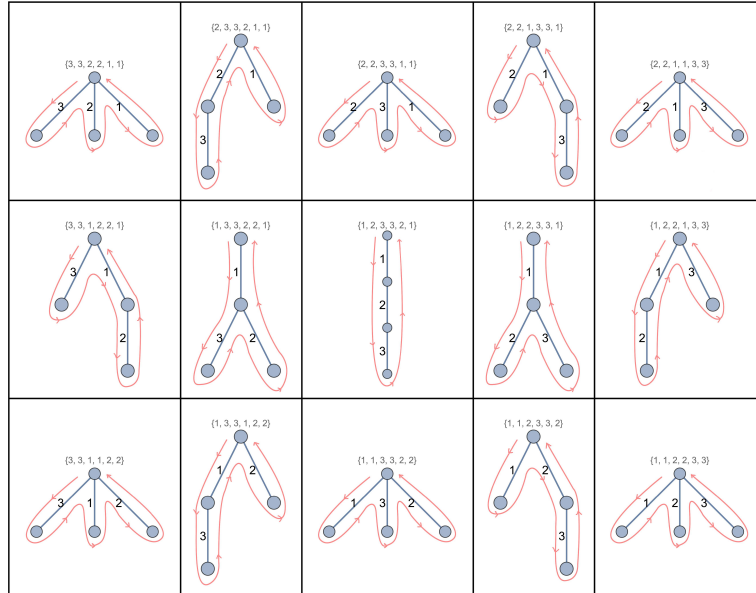 {3, 3, 2, 2, 1, 1}
3 2 1
{2, 3, 3, 2, 1, 1}
2 1
3
{2, 2, 3, 3, 1, 1}
2 3 1
{2, 2, 1, 3, 3, 1}
2 1
3
{2, 2, 1, 1, 3, 3}
2 1 3
{3, 3, 1, 2, 2, 1}
3 1
2
{1, 3, 3, 2, 2, 1}
1
3 2
{1, 2, 3, 3, 2, 1}
1
2
3
{1, 2, 2, 3, 3, 1}
1
2 3
{1, 2, 2, 1, 3, 3}
1 3
2
{3, 3, 1, 1, 2, 2}
3 1 2
{1, 3, 3, 1, 2, 2}
1 2
3
{1, 1, 3, 3, 2, 2}
1 3 2
{1, 1, 2, 3, 3, 2}
1 2
3
{1, 1, 2, 2, 3, 3}
1 2 3